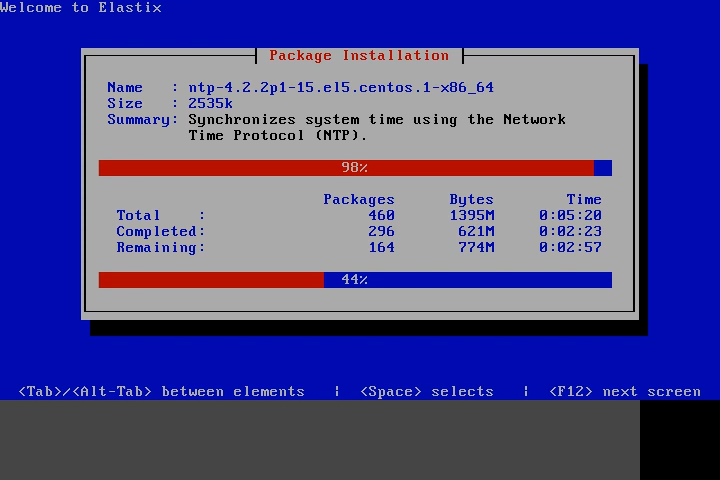 Welcome to Elastix
Package Installation
Name : ntp-4.2.2p1-15.el5.centos.1-x86_64
Size : 2535k
Summary: Synchronizes system time using the Network
Time Protocol (NTP).
98%
Packages Bytes Time
Total : 460 1395M 0:05:20
Completed: 296 621M 0:02:23
Remaining: 164 774M 0:02:57
44%
<Tab>/<Alt-Tab> between elements | <Space> selects | <F12> next screen